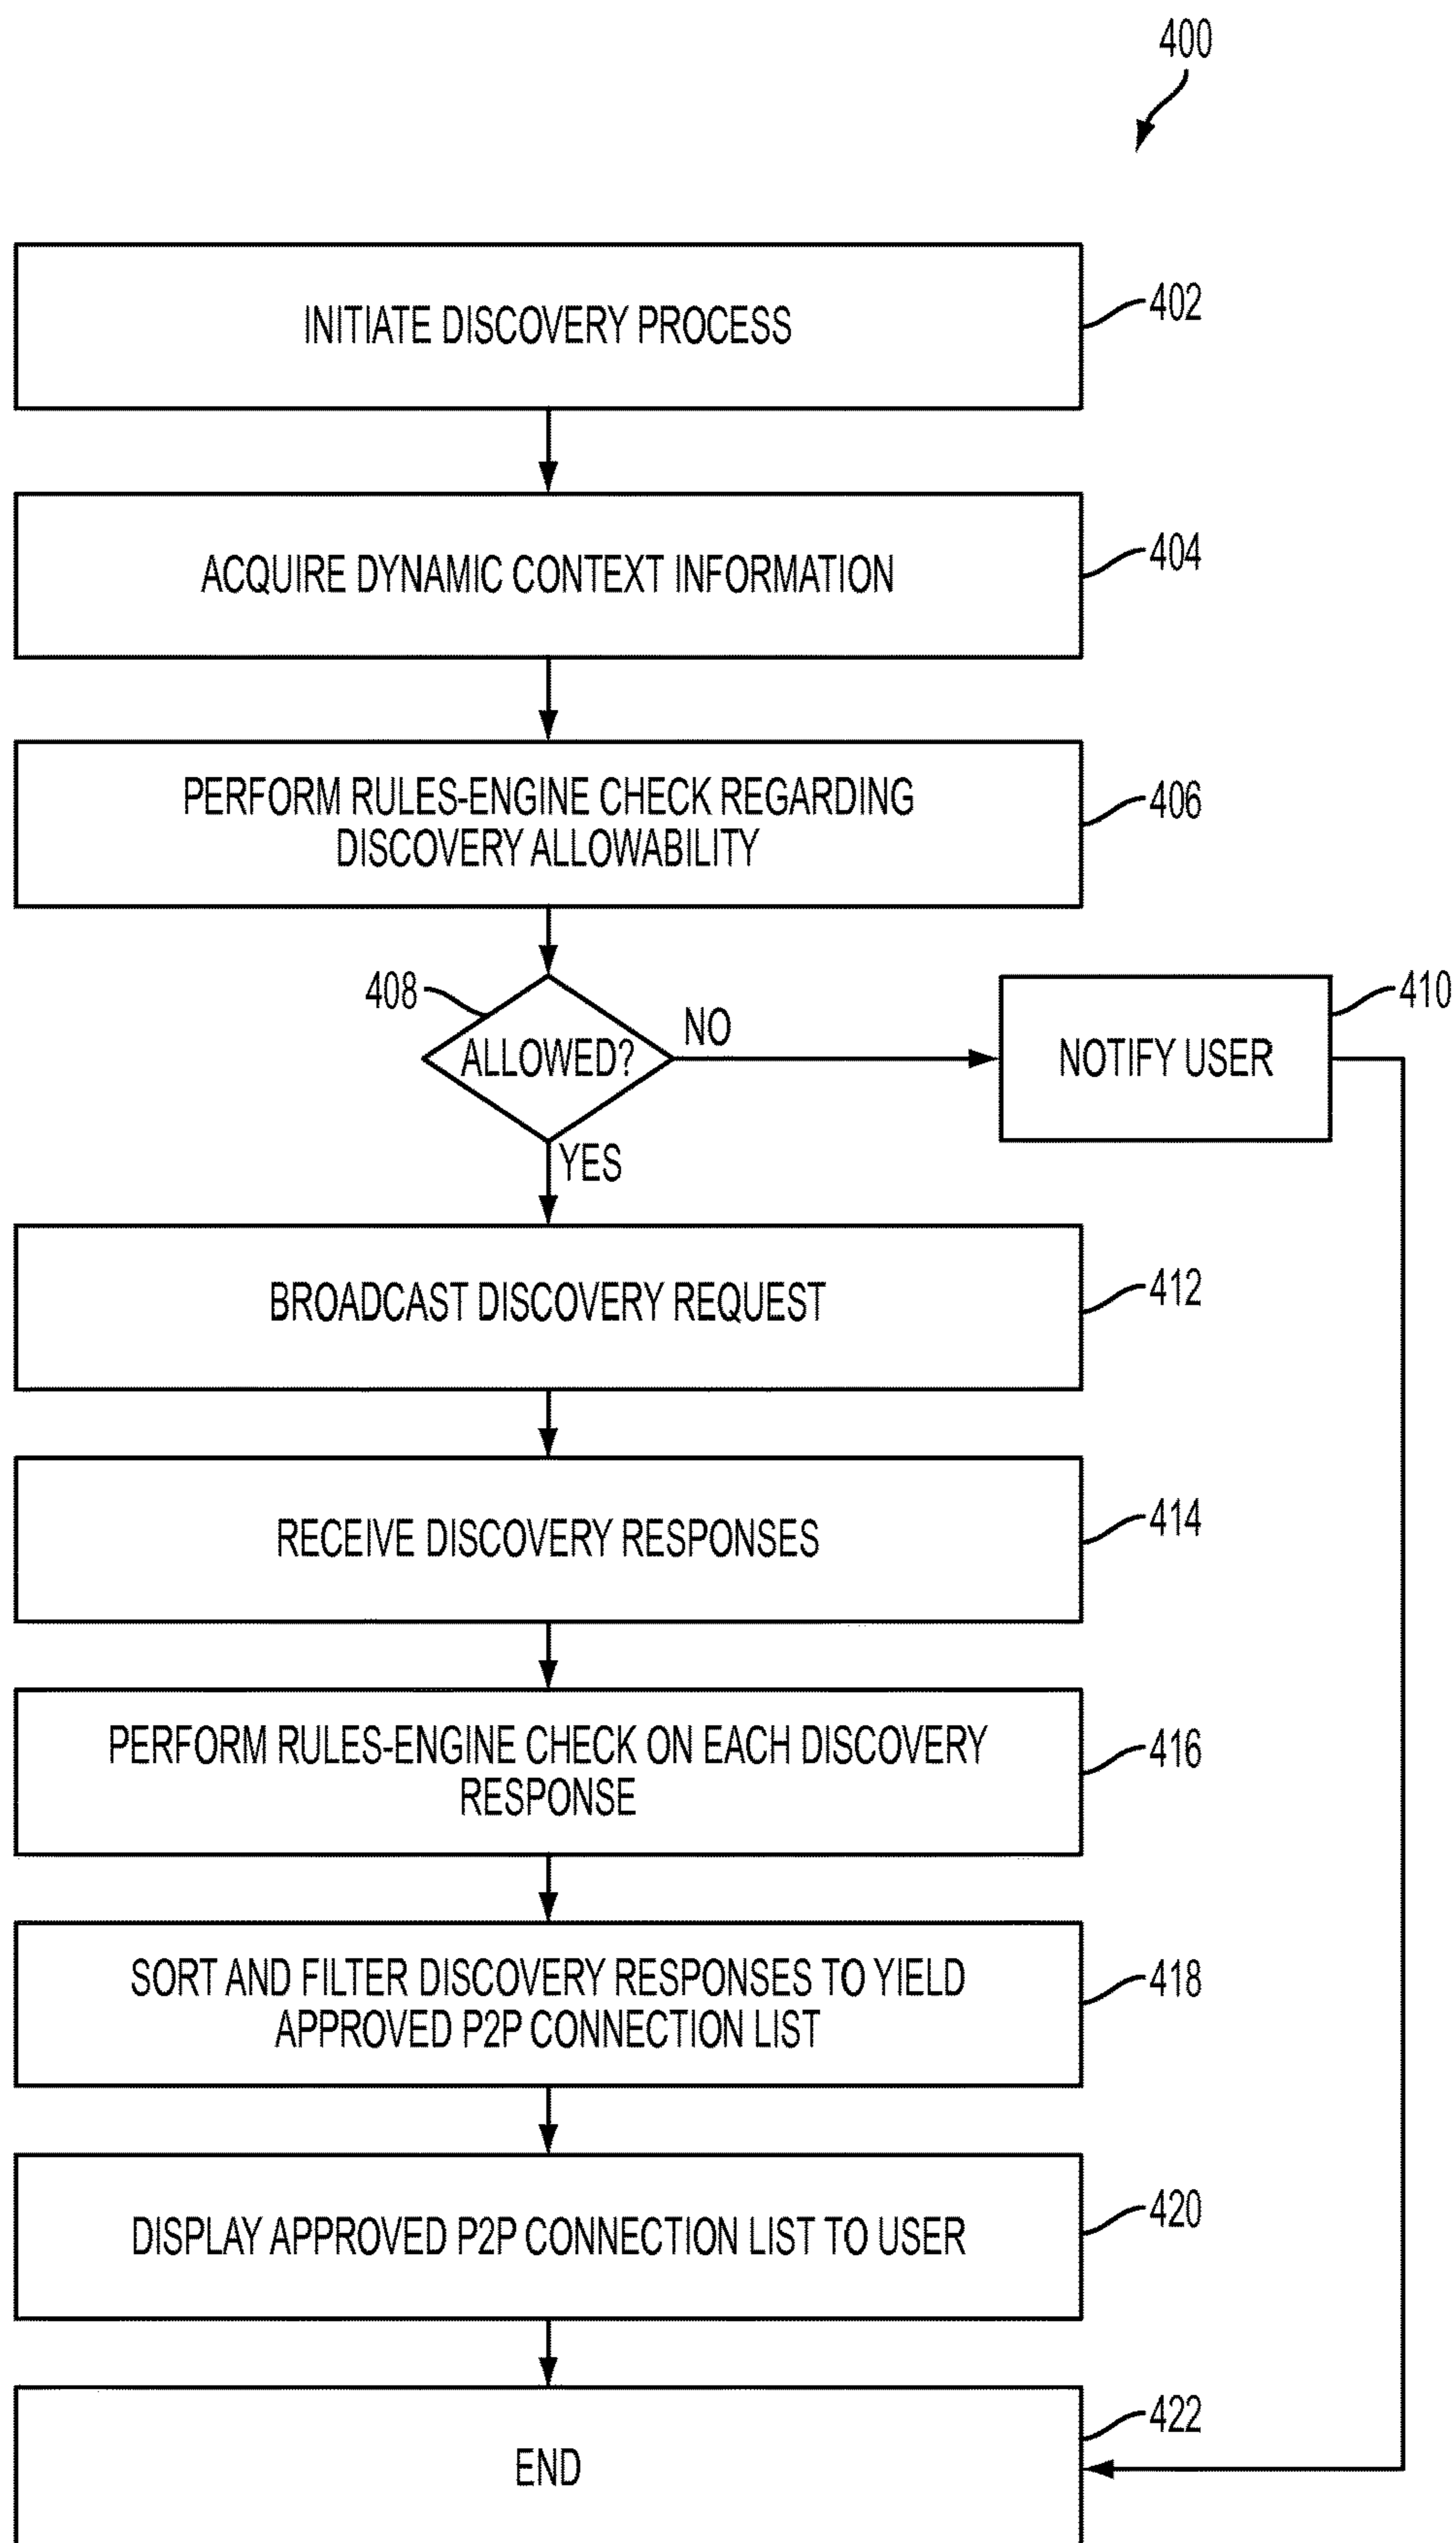 400
INITIATE DISCOVERY PROCESS
402
ACQUIRE DYNAMIC CONTEXT INFORMATION
404
PERFORM RULES-ENGINE CHECK REGARDING
DISCOVERY ALLOWABILITY
406
408
ALLOWED?
NO
NOTIFY USER
410
YES
BROADCAST DISCOVERY REQUEST
412
RECEIVE DISCOVERY RESPONSES
414
PERFORM RULES-ENGINE CHECK ON EACH DISCOVERY
RESPONSE
416
SORT AND FILTER DISCOVERY RESPONSES TO YIELD
APPROVED P2P CONNECTION LIST
418
DISPLAY APPROVED P2P CONNECTION LIST TO USER
420
END
422